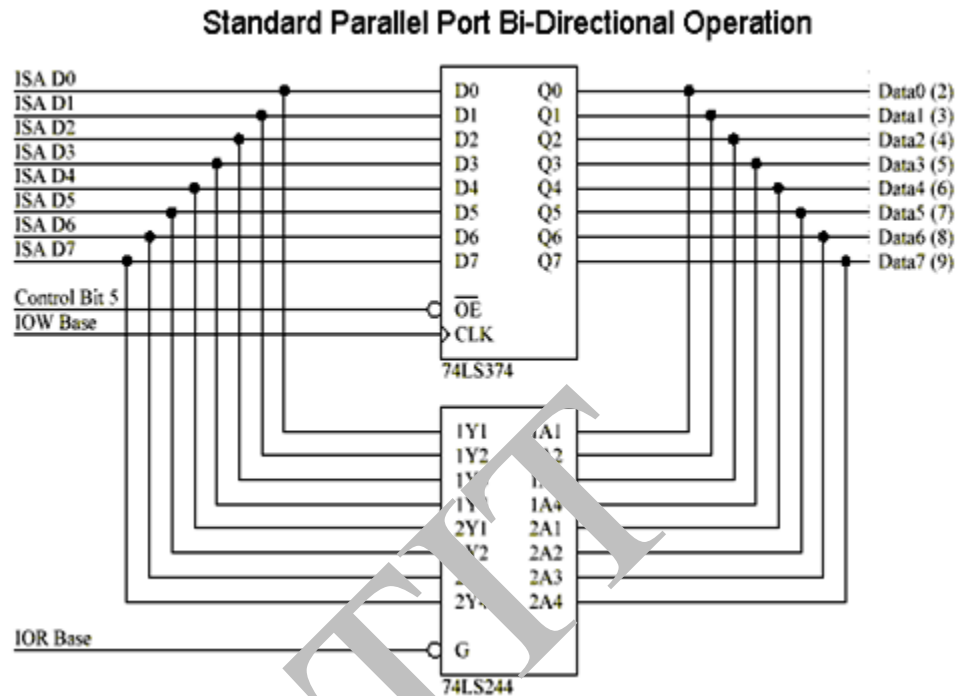 Standard Parallel Port Bi-Directional Operation
ISA D0
ISA D1
ISA D2
ISA D3
ISA D4
ISA D5
ISA D6
ISA D7
Control Bit 5
IOW Base
D0 Q0
D1 Q1
D2 Q2
D3 Q3
D4 Q4
D5 Q5
D6 Q6
D7 Q7
OE
CLK
74LS374
Data0 (2)
Data1 (3)
Data2 (4)
Data3 (5)
Data4 (6)
Data5 (7)
Data6 (8)
Data7 (9)
1Y1
1Y2
1A4
2Y1 2A1
2A2
2A3
2A4
IOR Base
G
74LS244
TIT